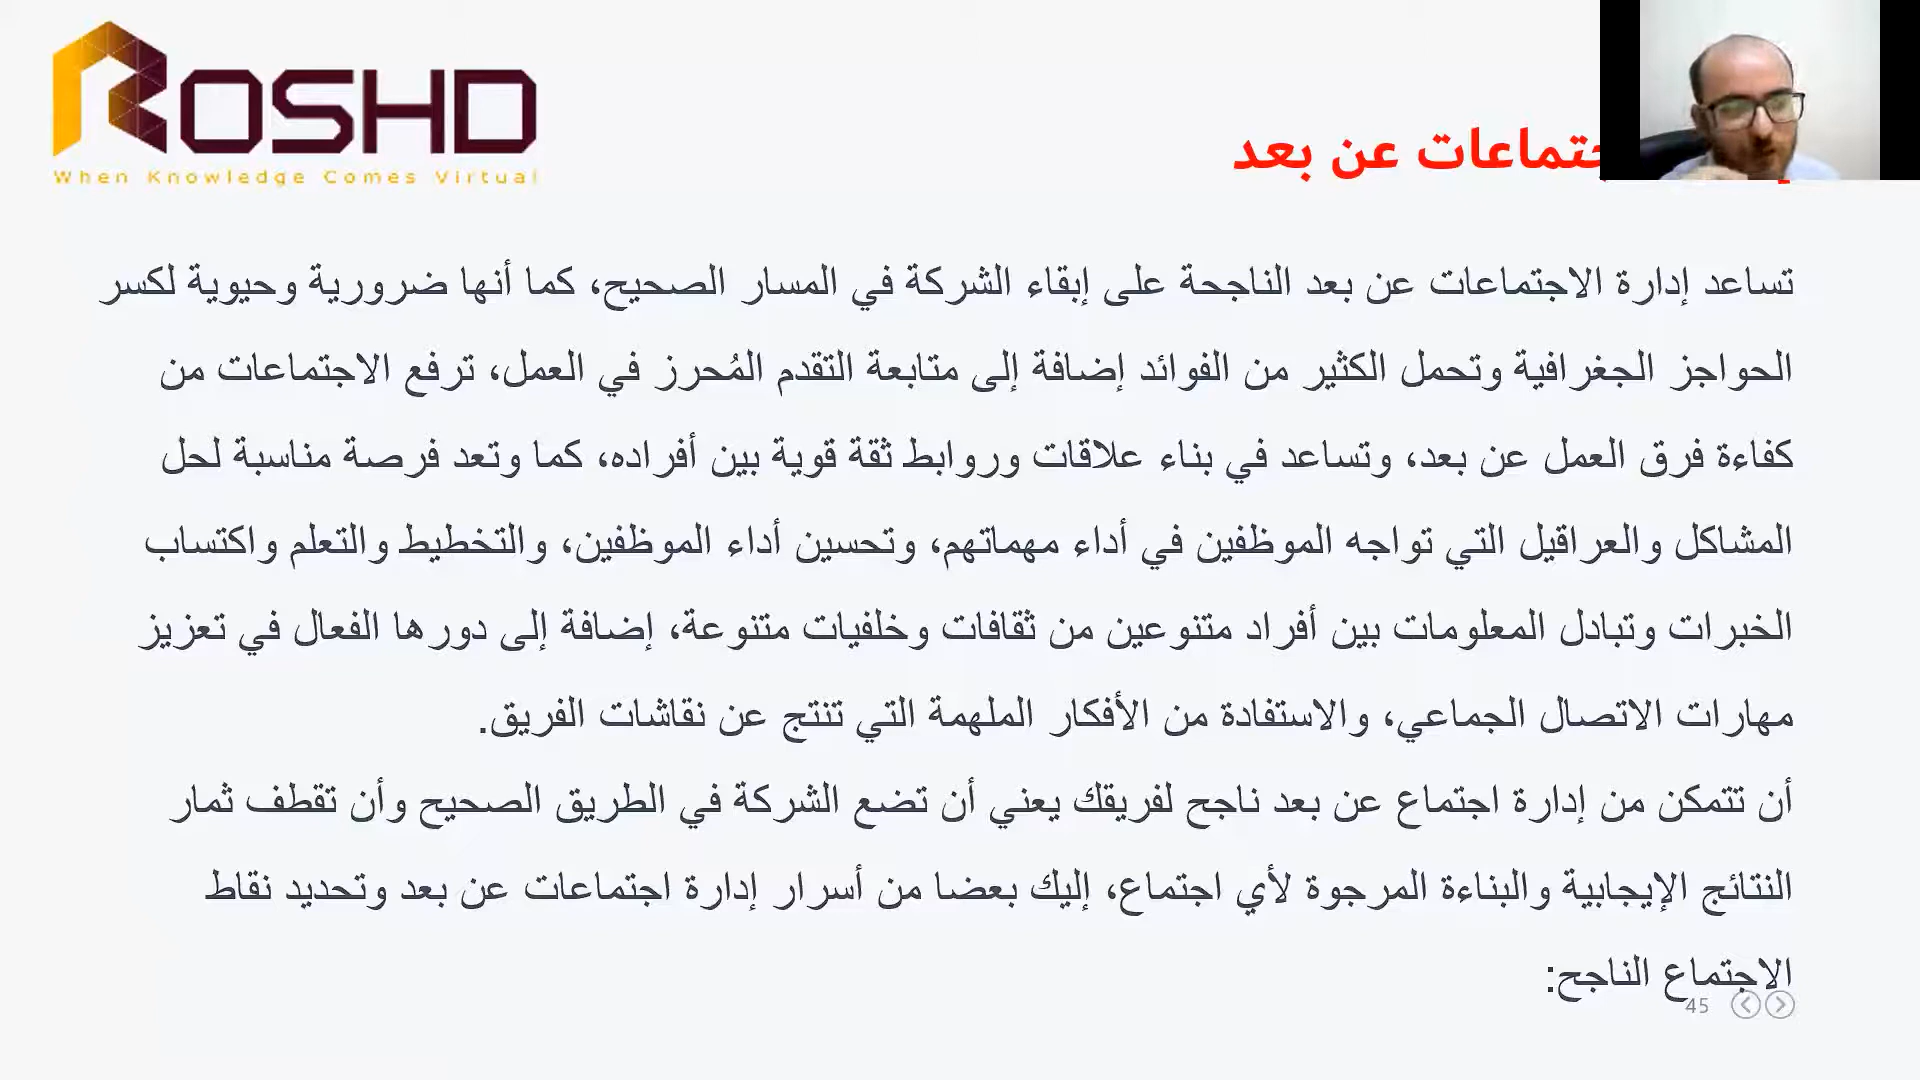 ROSHD
When Knowledge Comes Virtual
عن بعد
تساعد إدارة الاجتماعات عن بعد الناجحة على إبقاء الشركة في المسار الصحيح، كما أنها ضرورية وحيوية لكسر
الحواجز الجغرافية وتحمل الكثير من الفوائد إضافة إلى متابعة التقدم المُحرز في العمل، ترفع الاجتماعات من
كفاءة فرق العمل عن بعد، وتساعد في بناء علاقات وروابط ثقة قوية بين أفراده، كما وتعد فرصة مناسبة لحل
المشاكل والعراقيل التي تواجه الموظفين في أداء مهماتهم، وتحسين أداء الموظفين، والتخطيط والتعلم واكتساب
الخبرات وتبادل المعلومات بين أفراد متنوعين من ثقافات وخلفيات متنوعة، إضافة إلى دورها الفعال في تعزيز
مهارات الاتصال الجماعي، والاستفادة من الأفكار الملهمة التي تنتج عن نقاشات الفريق.
أن تتمكن من إدارة اجتماع عن بعد ناجح لفريقك يعني أن تضع الشركة في الطريق الصحيح وأن تقطف ثمار
النتائج الإيجابية والبناءة المرجوة لأي اجتماع، إليك بعضا من أسرار إدارة اجتماعات عن بعد وتحديد نقاط
الاجتماع الناجح:
45